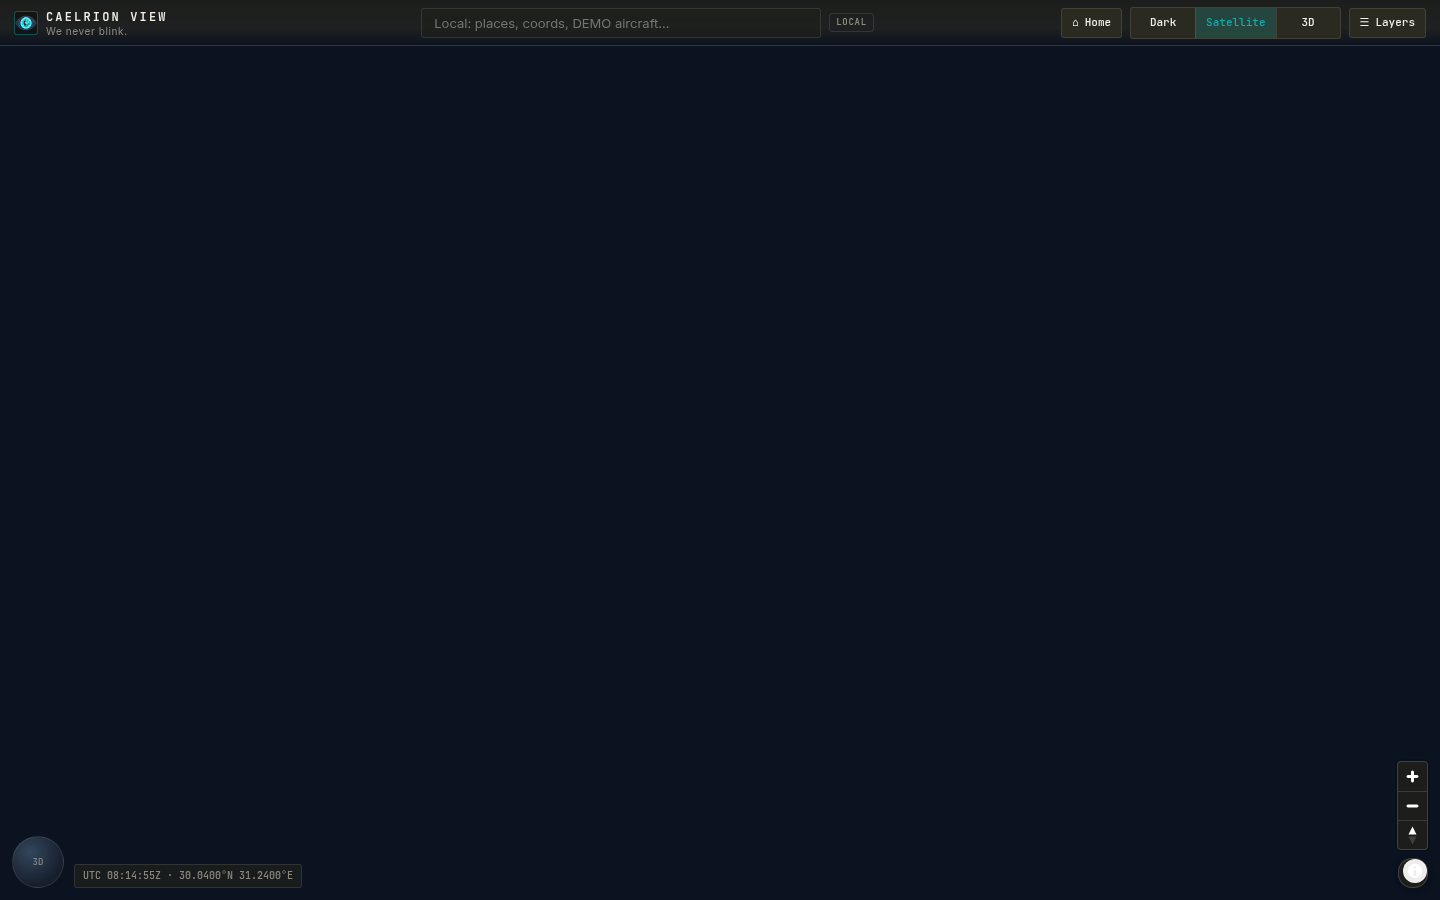 CAELRION VIEW
We never blink.
Local: places, coords, DEMO aircraft...
LOCAL
⌂ Home
Dark
Satellite
3D
☰ Layers
3D
UTC 08:14:55Z · 30.0400°N 31.2400°E